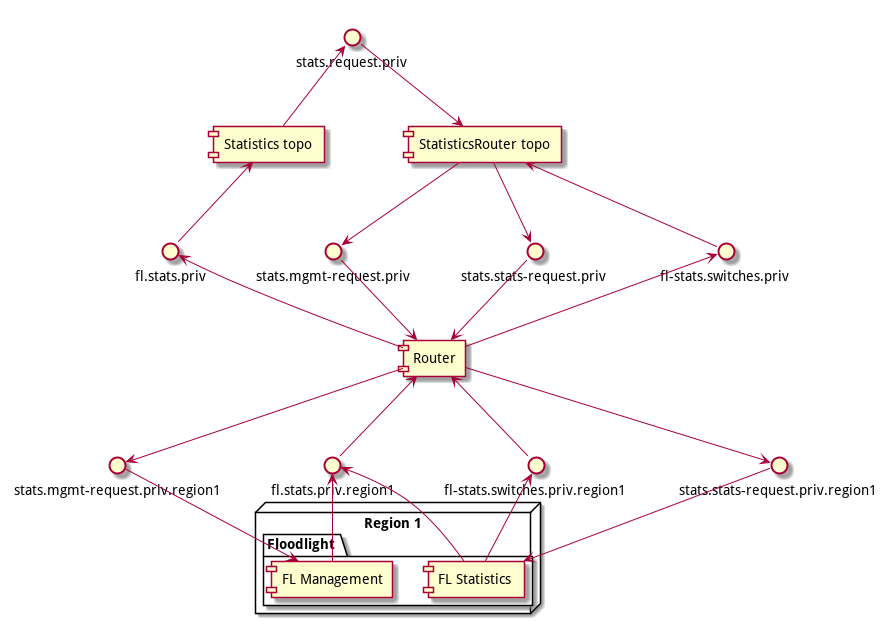 stats.request.priv
Statistics topo
StatisticsRouter topo
fl.stats.priv
stats.mgmt-request.priv
stats.stats-request.priv
fl-stats.switches.priv
Router
stats.mgmt-request.priv.region1
fl.stats.priv.region1
fl-stats.switches.priv.region1
stats.stats-request.priv.region1
Region 1
Floodlight
FL Management
FL Statistics